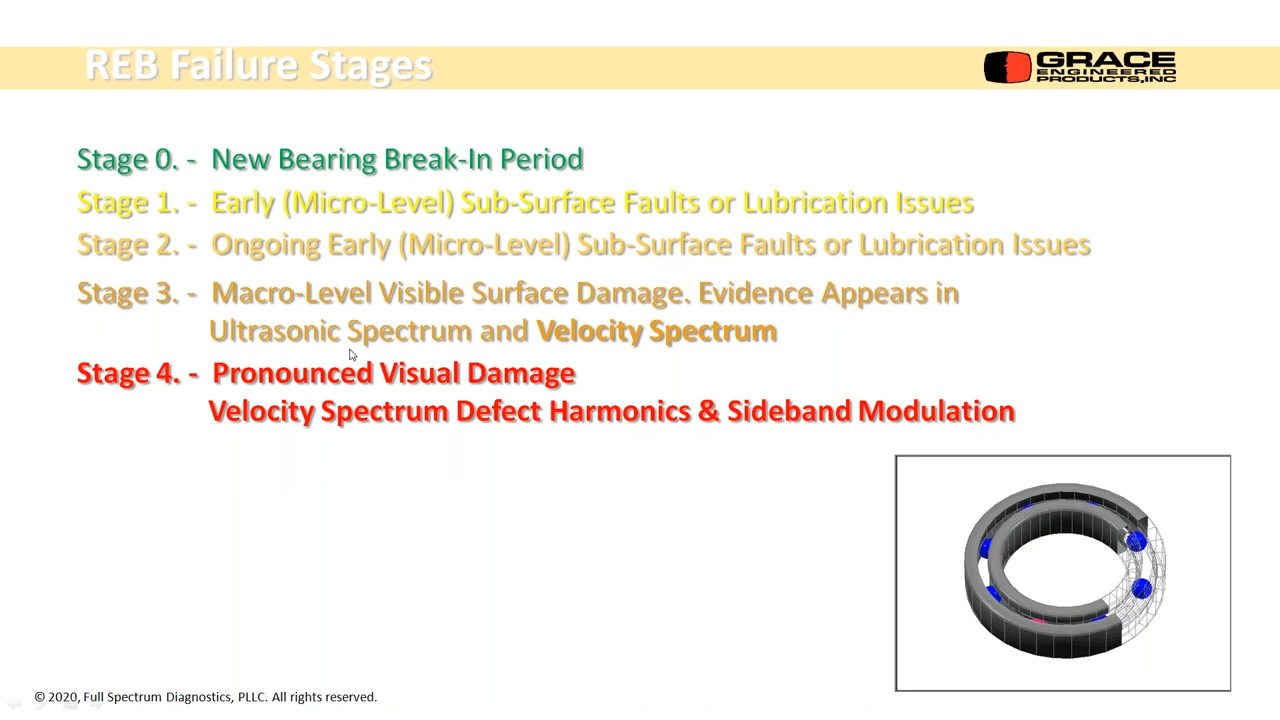 REB Failure Stages
GRACE
ENGINEERED
PRODUCTS, INC
Stage 0. - New Bearing Break-In Period
Stage 1. - Early (Micro-Level) Sub-Surface Faults or Lubrication Issues
Stage 2. - Ongoing Early (Micro-Level) Sub-Surface Faults or Lubrication Issues
Stage 3. - Macro-Level Visible Surface Damage. Evidence Appears in
Ultrasonic Spectrum and Velocity Spectrum
Stage 4. - Pronounced Visual Damage
Velocity Spectrum Defect Harmonics & Sideband Modulation
© 2020, Full Spectrum Diagnostics, PLLC. All rights reserved.